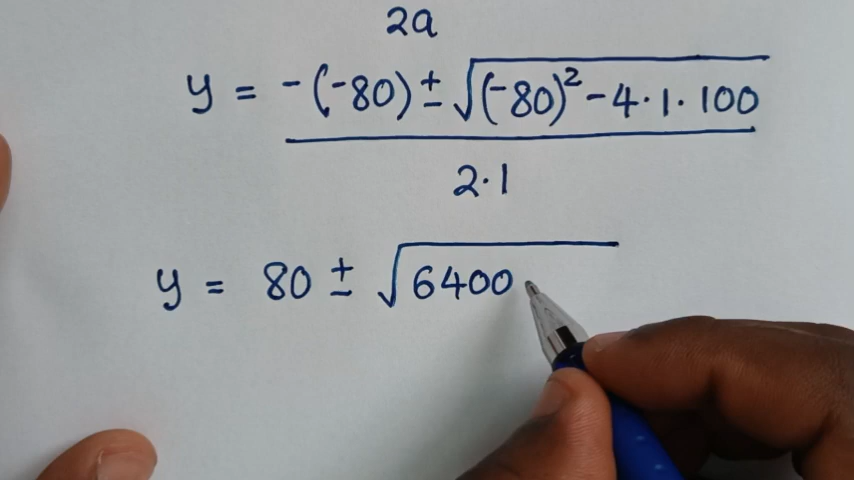 2a
y = -(-80) ± √(-80)² - 4·1·100
2·1
y = 80 ± √6400